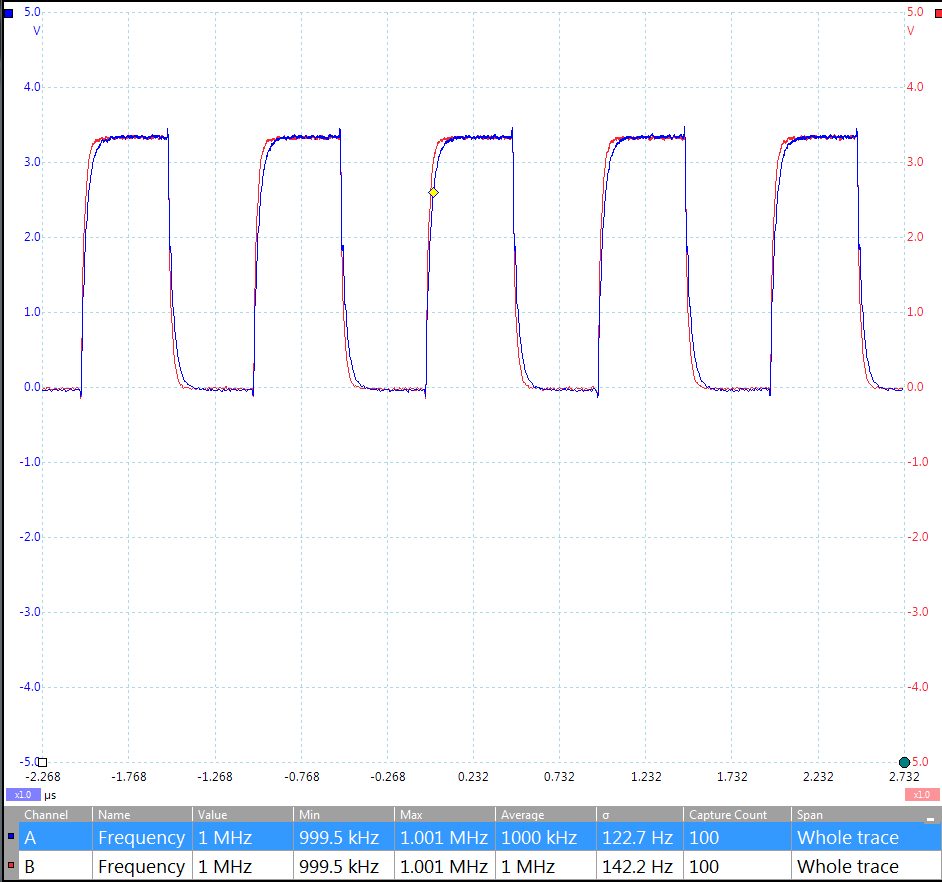 5.0 5.0
V V
4.0 4.0
3.0 3.0
2.0 2.0
1.0 1.0
0.0 0.0
-1.0 -1.0
-2.0 -2.0
-3.0 -3.0
-4.0 -4.0
-5.0 -5.0
-2.268 -1.768 -1.268 -0.768 -0.268 0.232 0.732 1.232 1.732 2.232 2.732
x1.0 µs x1.0
Channel Name Value Min Max Average σ Capture Count Span
A Frequency 1 MHz 999.5 kHz 1.001 MHz 1000 kHz 122.7 Hz 100 Whole trace
B Frequency 1 MHz 999.5 kHz 1.001 MHz 1 MHz 142.2 Hz 100 Whole trace